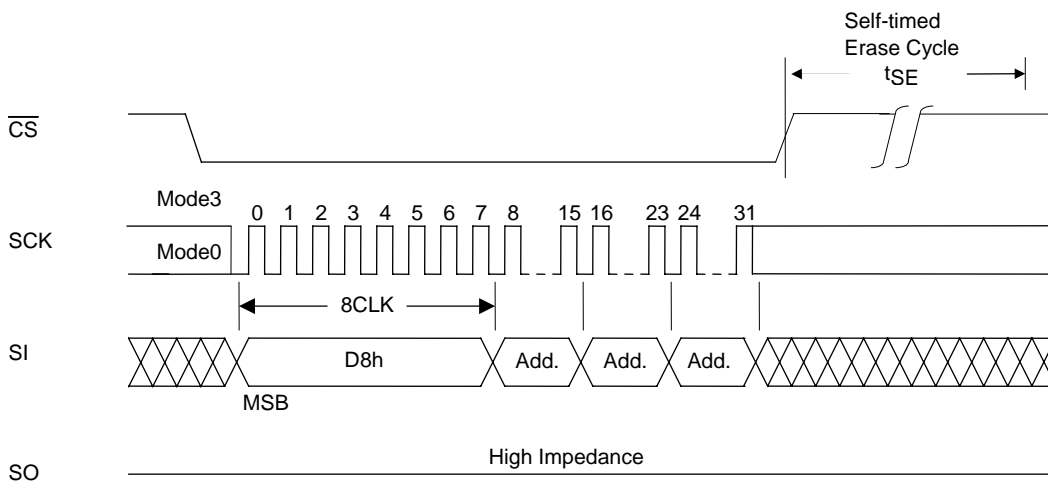 Self-timed
Erase Cycle
tSE
CS
Mode3
0 1 2 3 4 5 6 7 8 15 16 23 24 31
SCK
Mode0
8CLK
SI
D8h Add. Add. Add.
MSB
High Impedance
SO